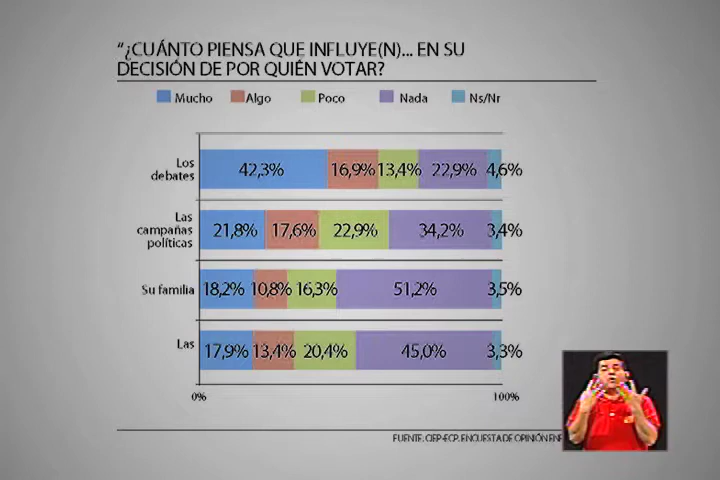 “¿CUÁNTO PIENSA QUE INFLUYE(N)... EN SU
DECISIÓN DE POR QUIÉN VOTAR?
Mucho Algo Poco Nada Ns/Nr
Los
debates
42,3% 16,9% 13,4% 22,9% 4,6%
Las
campañas
políticas
21,8% 17,6% 22,9% 34,2% 3,4%
Su familia
18,2% 10,8% 16,3% 51,2% 3,5%
Las
17,9% 13,4% 20,4% 45,0% 3,3%
0% 100%
FUENTE. CIEP-ECP. ENCUESTA DE OPINIÓN